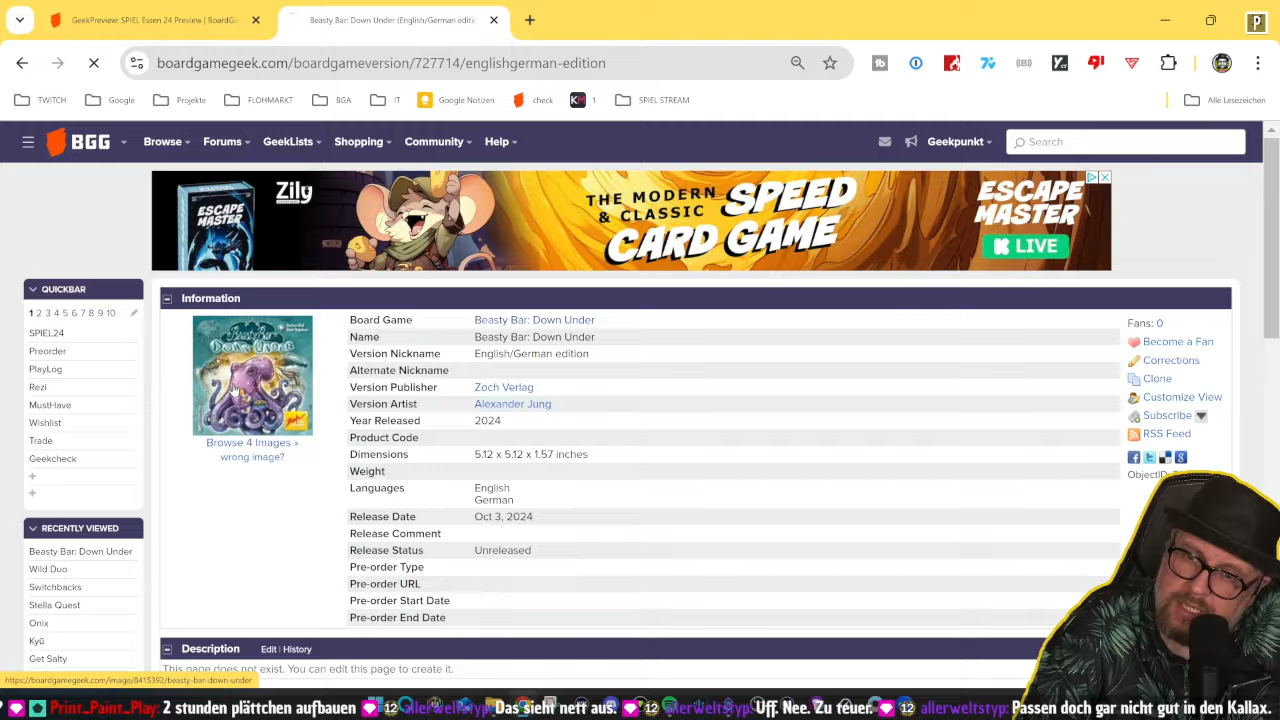 GeekPreview: SPIEL Essen 24 Preview | BoardGa
Beasty Bar: Down Under (English/German editi
boardgamegeek.com/boardgameversion/727714/englishgerman-edition
TWITCH
Google
Projekte
FLOHMARKT
BGA
IT
Google Notizen
check
1
SPIEL STREAM
Alle Lesezeichen
BGG
Browse
Forums
GeekLists
Shopping
Community
Help
Geekpunkt
Search
Zily
ESCAPE MASTER
THE MODERN & CLASSIC
SPEED CARD GAME
ESCAPE MASTER
LIVE
QUICKBAR
1 2 3 4 5 6 7 8 9 10
SPIEL24
Preorder
PlayLog
Rezi
MustHave
Wishlist
Trade
Geekcheck
RECENTLY VIEWED
Beasty Bar: Down Under
Wild Duo
Switchbacks
Stella Quest
Onix
Kyū
Get Salty
Information
Beasty Bar
DOWN UNDER
Browse 4 Images »
wrong image?
Board Game Beasty Bar: Down Under
Name Beasty Bar: Down Under
Version Nickname English/German edition
Alternate Nickname
Version Publisher Zoch Verlag
Version Artist Alexander Jung
Year Released 2024
Product Code
Dimensions 5.12 x 5.12 x 1.57 inches
Weight
Languages English
German
Release Date Oct 3, 2024
Release Comment
Release Status Unreleased
Pre-order Type
Pre-order URL
Pre-order Start Date
Pre-order End Date
Fans: 0
Become a Fan
Corrections
Clone
Customize View
Subscribe
RSS Feed
Description Edit | History
This page does not exist. You can edit this page to create it.
https://boardgamegeek.com/image/8415392/beasty-bar-down-under
Print_Paint_Play: 2 stunden plättchen aufbauen 12 allerweltstyp: Das sieht nett aus! 12 allerweltstyp: Uff. Nee. Zu teuer. 12 allerweltstyp: Passen doch gar nicht gut in den Kallax.